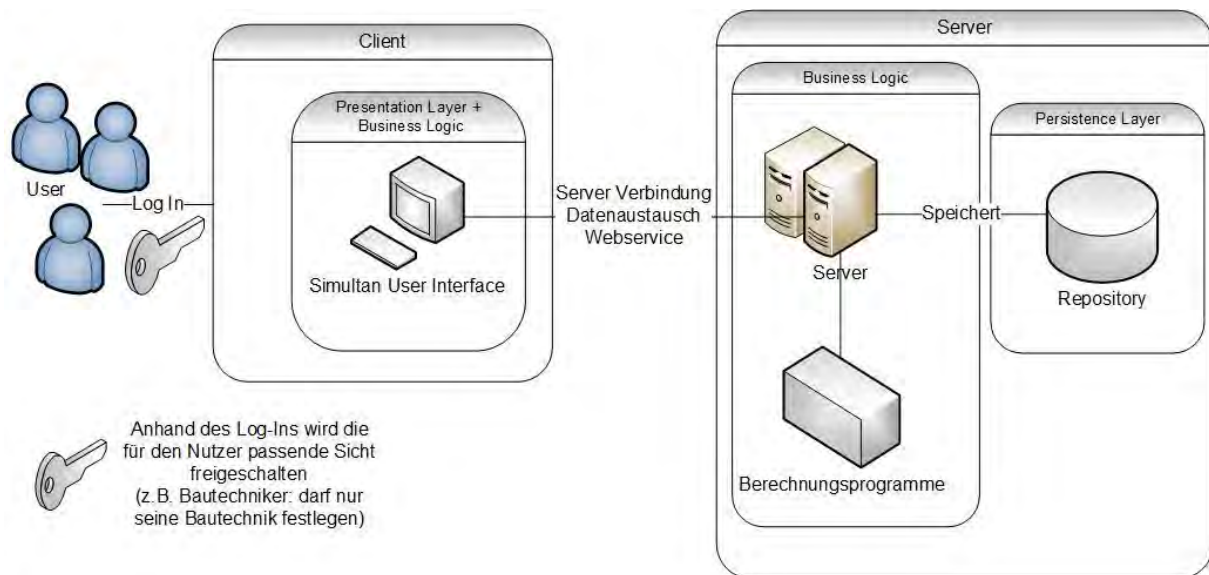 Client
Server
Presentation Layer +
Business Logic
Business Logic
Persistence Layer
User
Log In
Simultan User Interface
Server Verbindung
Datenaustausch
Webservice
Server
Speichert
Repository
Berechnungsprogramme
Anhand des Log-Ins wird die
für den Nutzer passende Sicht
freigeschalten
(z.B. Bautechniker: darf nur
seine Bautechnik festlegen)